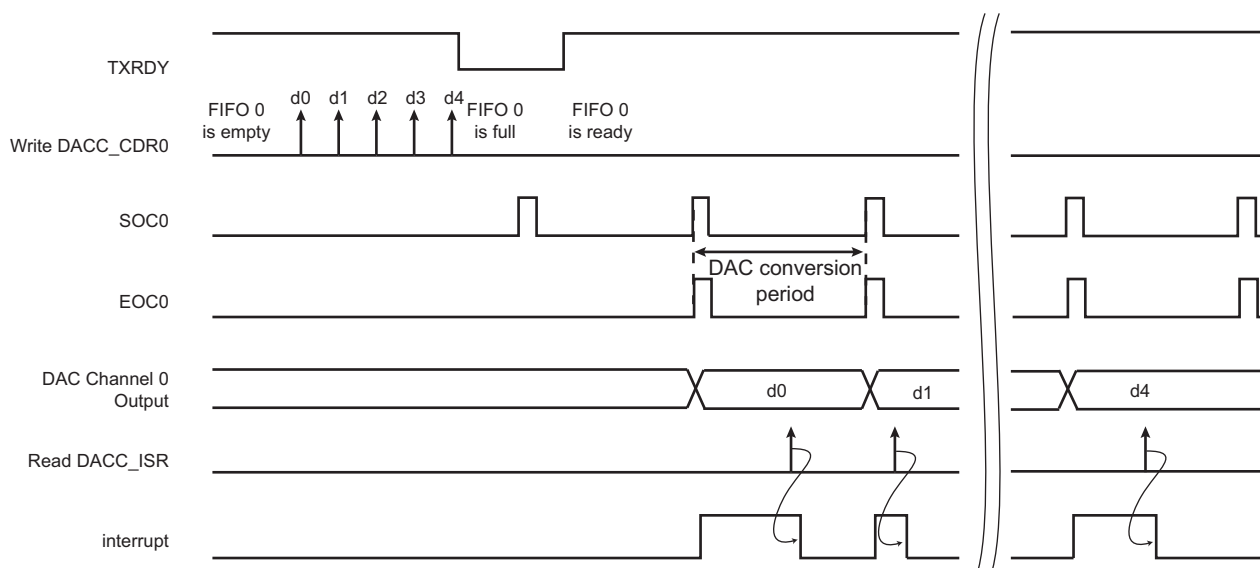 TXRDY
d0 d1 d2 d3 d4
FIFO 0
is empty
FIFO 0
is full
FIFO 0
is ready
Write DACC_CDR0
SOC0
DAC conversion
period
EOC0
DAC Channel 0
Output
d0
d1
d4
Read DACC_ISR
interrupt